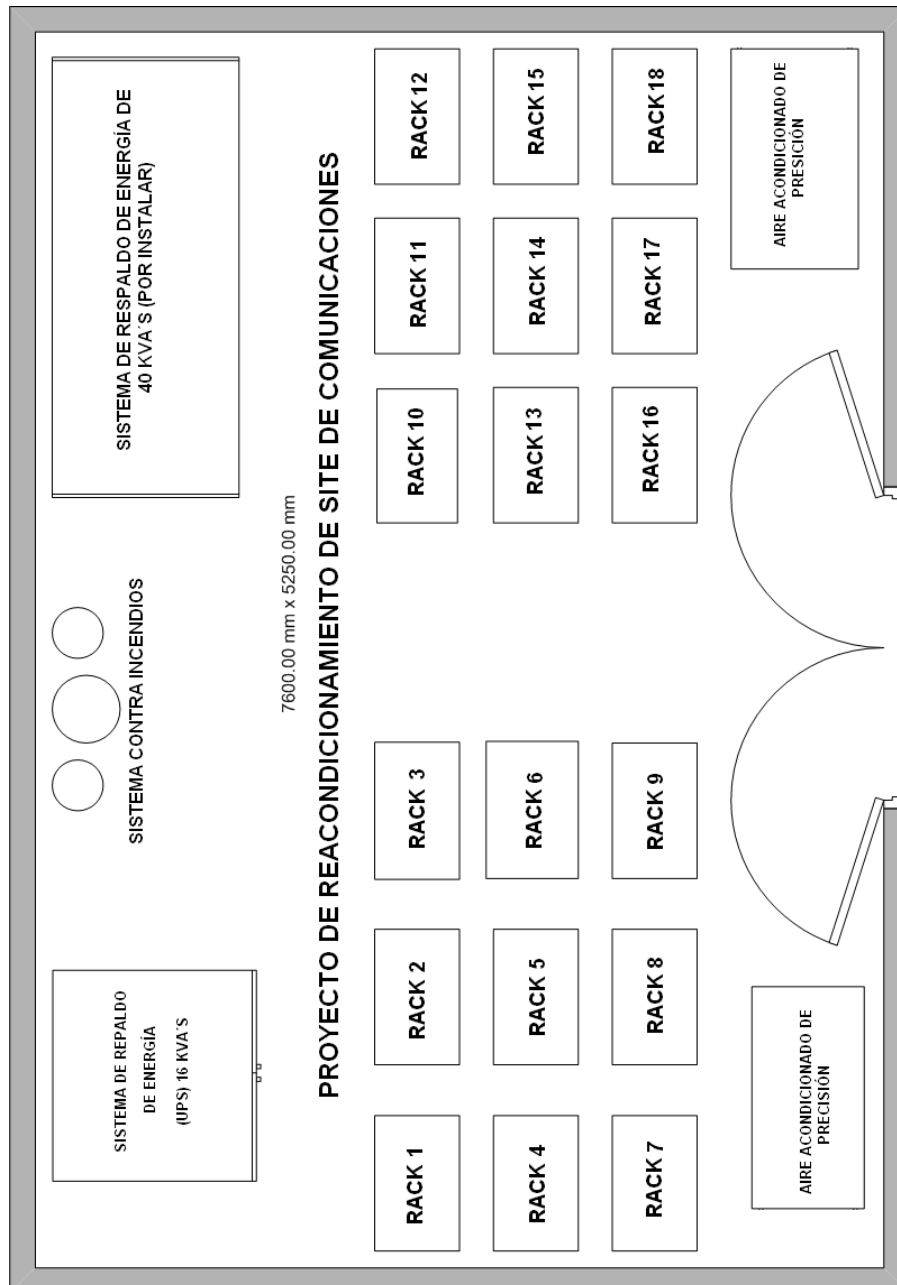 SISTEMA DE REPALDO
DE ENERGÍA
(UPS) 16 KVA´S
SISTEMA CONTRA INCENDIOS
SISTEMA DE RESPALDO DE ENERGÍA DE
40 KVA´S (POR INSTALAR)
7600.00 mm x 5250.00 mm
PROYECTO DE REACONDICIONAMIENTO DE SITE DE COMUNICACIONES
RACK 1
RACK 2
RACK 3
RACK 10
RACK 11
RACK 12
RACK 4
RACK 5
RACK 6
RACK 13
RACK 14
RACK 15
RACK 7
RACK 8
RACK 9
RACK 16
RACK 17
RACK 18
AIRE ACONDICIONADO DE
PRECISIÓN
AIRE ACONDICIONADO DE
PRESICIÓN